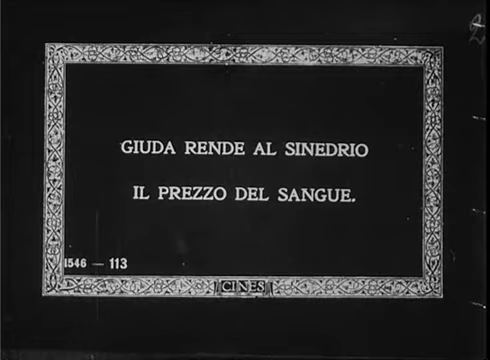 GIUDA RENDE AL SINEDRIO
IL PREZZO DEL SANGUE.
1546 — 113
CINES